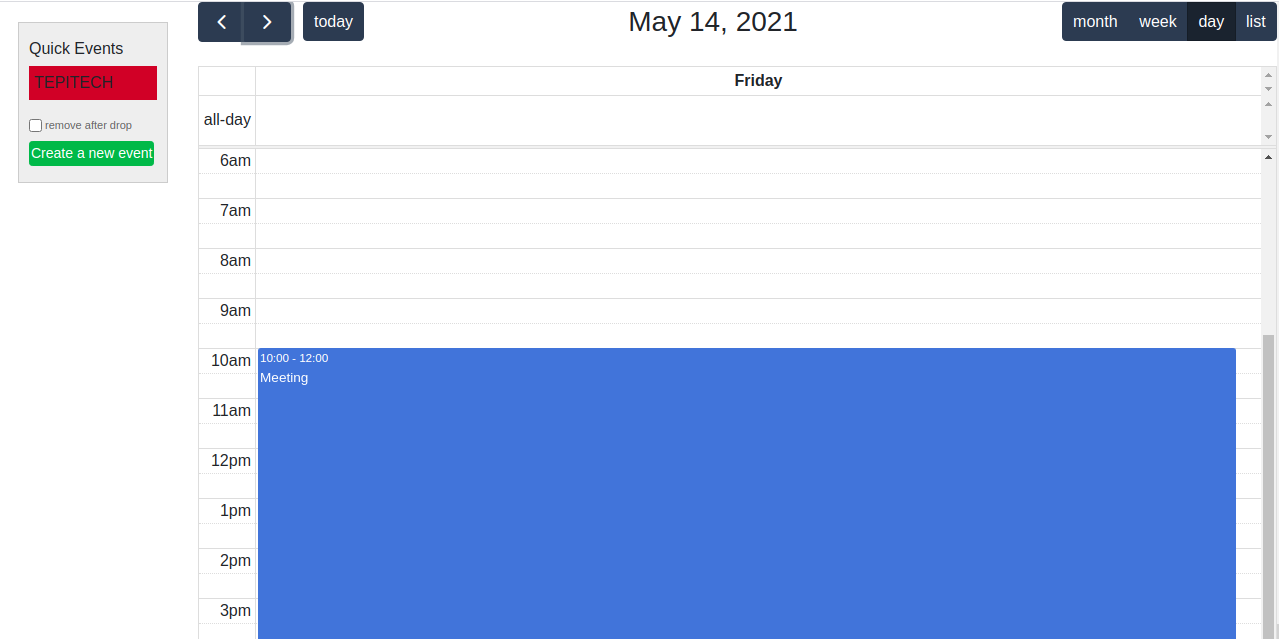 today
May 14, 2021
month week day list
Quick Events
TEPITECH
remove after drop
Create a new event
Friday
all-day
6am
7am
8am
9am
10am
10:00 - 12:00
Meeting
11am
12pm
1pm
2pm
3pm